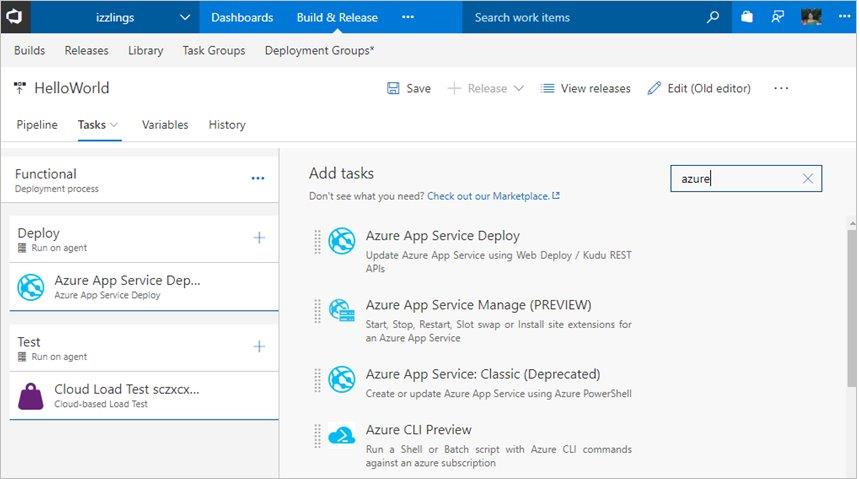 izzlings Dashboards Build & Release ··· Search work items ···
Builds Releases Library Task Groups Deployment Groups*
HelloWorld Save Release View releases Edit (Old editor) ···
Pipeline Tasks Variables History
Functional ···
Deployment process
Deploy
Run on agent
Azure App Service Dep...
Azure App Service Deploy
Test
Run on agent
Cloud Load Test sczxcx...
Cloud-based Load Test
Add tasks
azure
Don't see what you need? Check out our Marketplace.
Azure App Service Deploy
Update Azure App Service using Web Deploy / Kudu REST
APIs
Azure App Service Manage (PREVIEW)
Start, Stop, Restart, Slot swap or Install site extensions for
an Azure App Service
Azure App Service: Classic (Deprecated)
Create or update Azure App Service using Azure PowerShell
Azure CLI Preview
Run a Shell or Batch script with Azure CLI commands
against an azure subscription